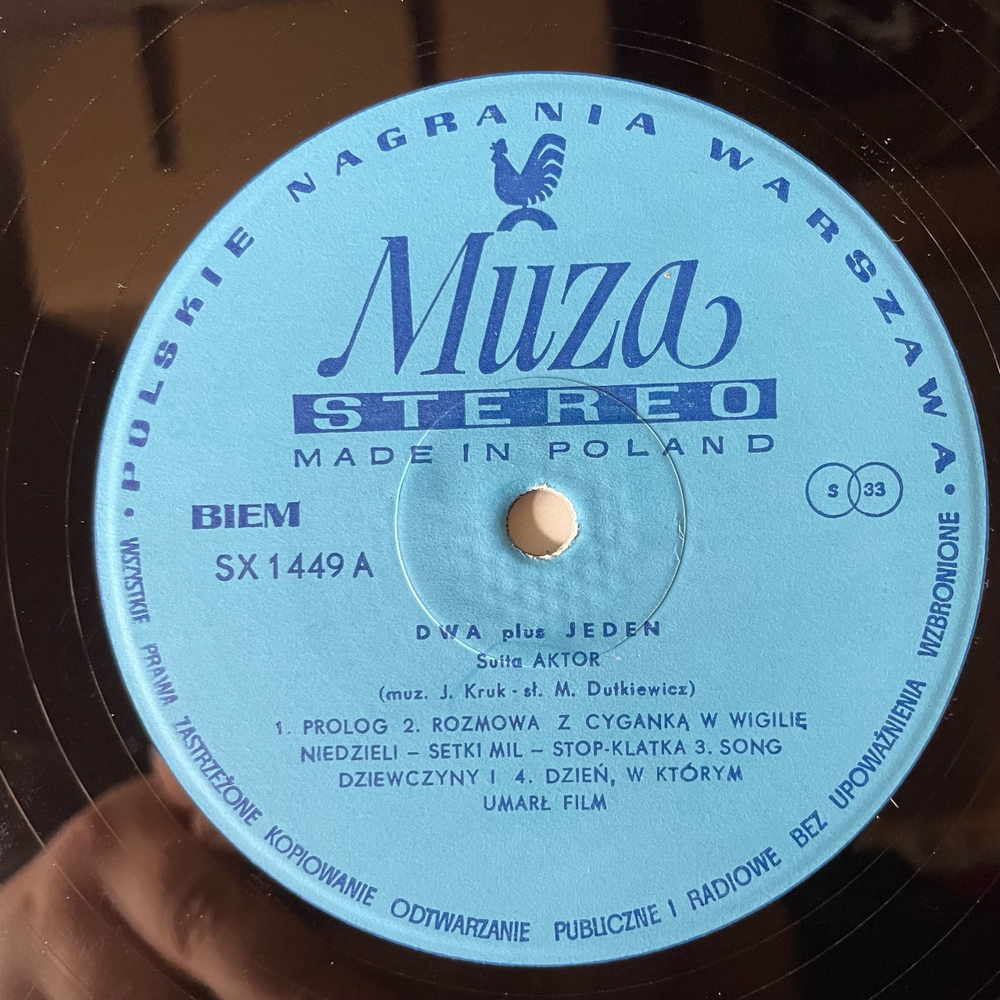 • POLSKIE NAGRANIA WARSZAWA •
Muza
STEREO
MADE IN POLAND
BIEM
S 33
SX 1449 A
DWA plus JEDEN
Suita AKTOR
(muz. J. Kruk - sł. M. Dutkiewicz)
1. PROLOG 2. ROZMOWA Z CYGANKĄ W WIGILIĘ
NIEDZIELI – SETKI MIL – STOP-KLATKA 3. SONG
DZIEWCZYNY I 4. DZIEŃ, W KTÓRYM
UMARŁ FILM
WSZYSTKIE PRAWA ZASTRZEŻONE KOPIOWANIE ODTWARZANIE PUBLICZNE I RADIOWE BEZ UPOWAŻNIENIA WZBRONIONE